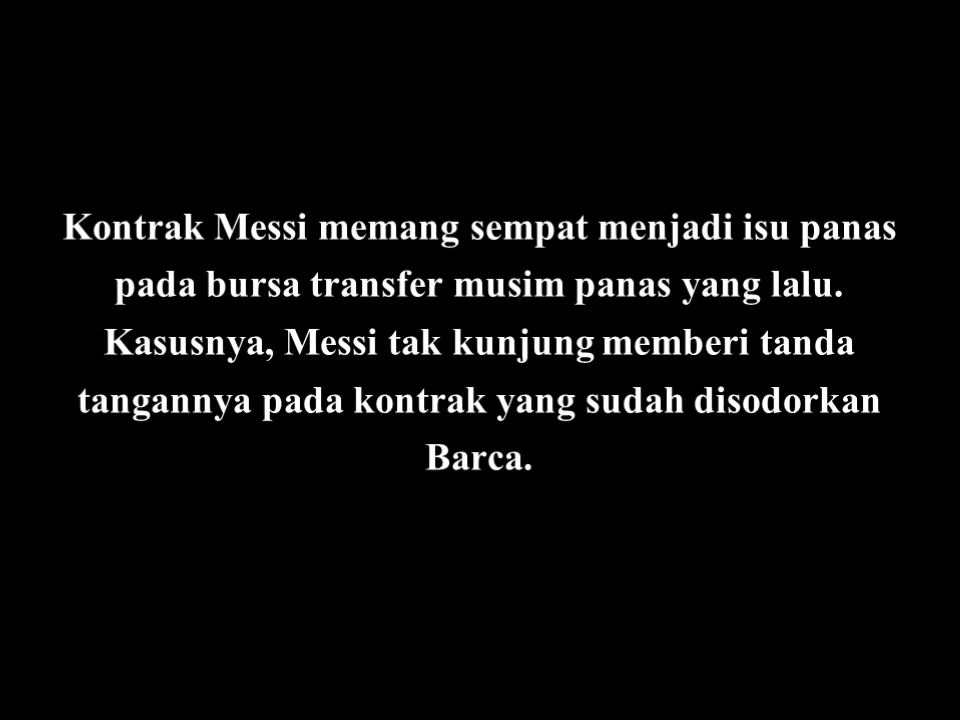 Kontrak Messi memang sempat menjadi isu panas
pada bursa transfer musim panas yang lalu.
Kasusnya, Messi tak kunjung memberi tanda
tangannya pada kontrak yang sudah disodorkan
Barca.